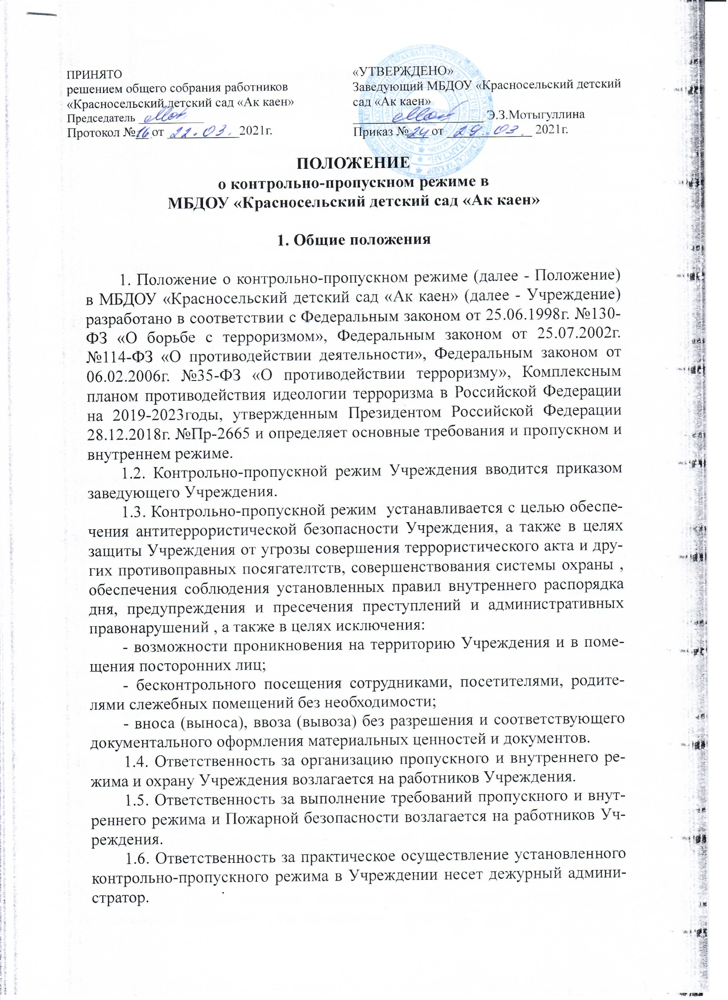 ПРИНЯТО
решением общего собрания работников
«Красносельский детский сад «Ак каен»
Председатель
Протокол №16 от 22.03. 2021г.
«УТВЕРЖДЕНО»
Заведующий МБДОУ «Красносельский детский
сад «Ак каен»
Э.З.Мотыгуллина
Приказ №24 от 29.03. 2021г.
ПОЛОЖЕНИЕ
о контрольно-пропускном режиме в
МБДОУ «Красносельский детский сад «Ак каен»
1. Общие положения
1. Положение о контрольно-пропускном режиме (далее - Положение)
в МБДОУ «Красносельский детский сад «Ак каен» (далее - Учреждение)
разработано в соответствии с Федеральным законом от 25.06.1998г. №130-
ФЗ «О борьбе с терроризмом», Федеральным законом от 25.07.2002г.
№114-ФЗ «О противодействии деятельности», Федеральным законом от
06.02.2006г. №35-ФЗ «О противодействии терроризму», Комплексным
планом противодействия идеологии терроризма в Российской Федерации
на 2019-2023годы, утвержденным Президентом Российской Федерации
28.12.2018г. №Пр-2665 и определяет основные требования и пропускном и
внутреннем режиме.
1.2. Контрольно-пропускной режим Учреждения вводится приказом
заведующего Учреждения.
1.3. Контрольно-пропускной режим устанавливается с целью обеспе-
чения антитеррористической безопасности Учреждения, а также в целях
защиты Учреждения от угрозы совершения террористического акта и дру-
гих противоправных посягателтств, совершенствования системы охраны ,
обеспечения соблюдения установленных правил внутреннего распорядка
дня, предупреждения и пресечения преступлений и административных
правонарушений , а также в целях исключения:
- возможности проникновения на территорию Учреждения и в поме-
щения посторонних лиц;
- бесконтрольного посещения сотрудниками, посетителями, родите-
лями слежебных помещений без необходимости;
- вноса (выноса), ввоза (вывоза) без разрешения и соответствующего
документального оформления материальных ценностей и документов.
1.4. Ответственность за организацию пропускного и внутреннего ре-
жима и охрану Учреждения возлагается на работников Учреждения.
1.5. Ответственность за выполнение требований пропускного и внут-
реннего режима и Пожарной безопасности возлагается на работников Уч-
реждения.
1.6. Ответственность за практическое осуществление установленного
контрольно-пропускного режима в Учреждении несет дежурный админи-
стратор.